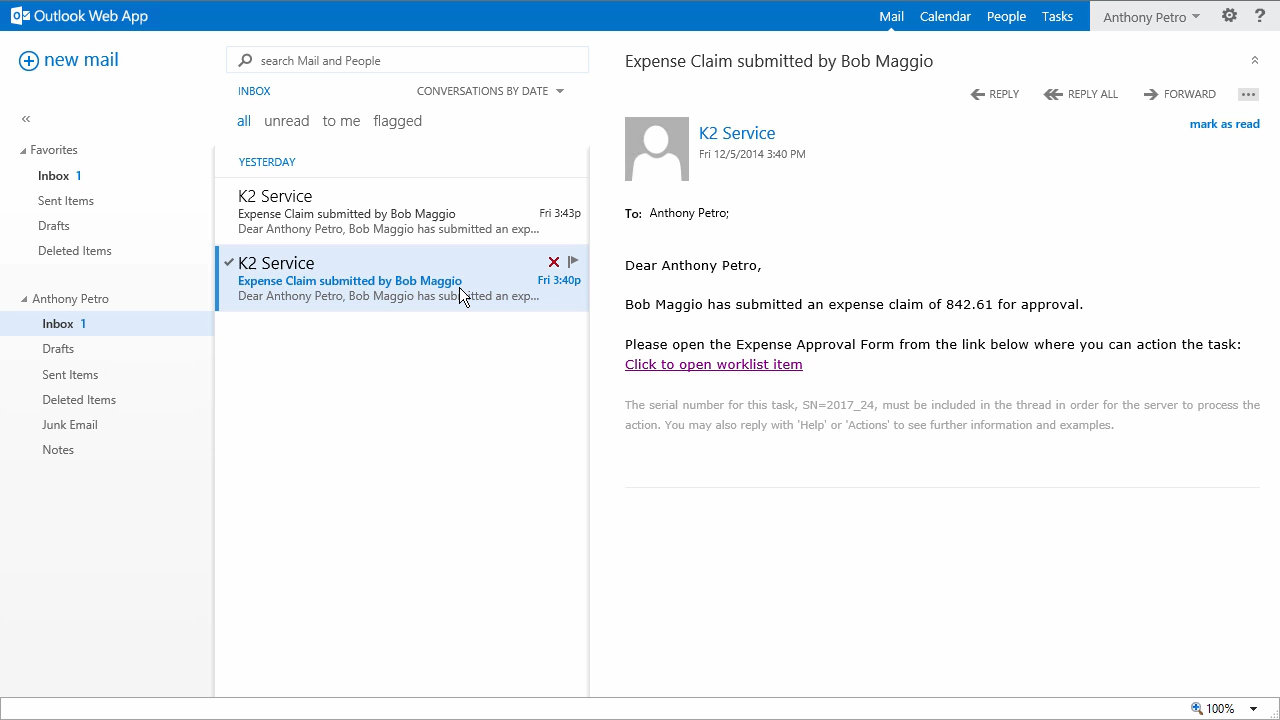 Outlook Web App
Mail Calendar People Tasks Anthony Petro ?
new mail
«
Favorites
Inbox 1
Sent Items
Drafts
Deleted Items
Anthony Petro
Inbox 1
Drafts
Sent Items
Deleted Items
Junk Email
Notes
search Mail and People
INBOX CONVERSATIONS BY DATE
all unread to me flagged
YESTERDAY
K2 Service
Expense Claim submitted by Bob Maggio Fri 3:43p
Dear Anthony Petro, Bob Maggio has submitted an exp...
K2 Service
Expense Claim submitted by Bob Maggio Fri 3:40p
Dear Anthony Petro, Bob Maggio has submitted an exp...
Expense Claim submitted by Bob Maggio
REPLY REPLY ALL FORWARD ...
mark as read
K2 Service
Fri 12/5/2014 3:40 PM
To: Anthony Petro;
Dear Anthony Petro,
Bob Maggio has submitted an expense claim of 842.61 for approval.
Please open the Expense Approval Form from the link below where you can action the task:
Click to open worklist item
The serial number for this task, SN=2017_24, must be included in the thread in order for the server to process the
action. You may also reply with 'Help' or 'Actions' to see further information and examples.
100%